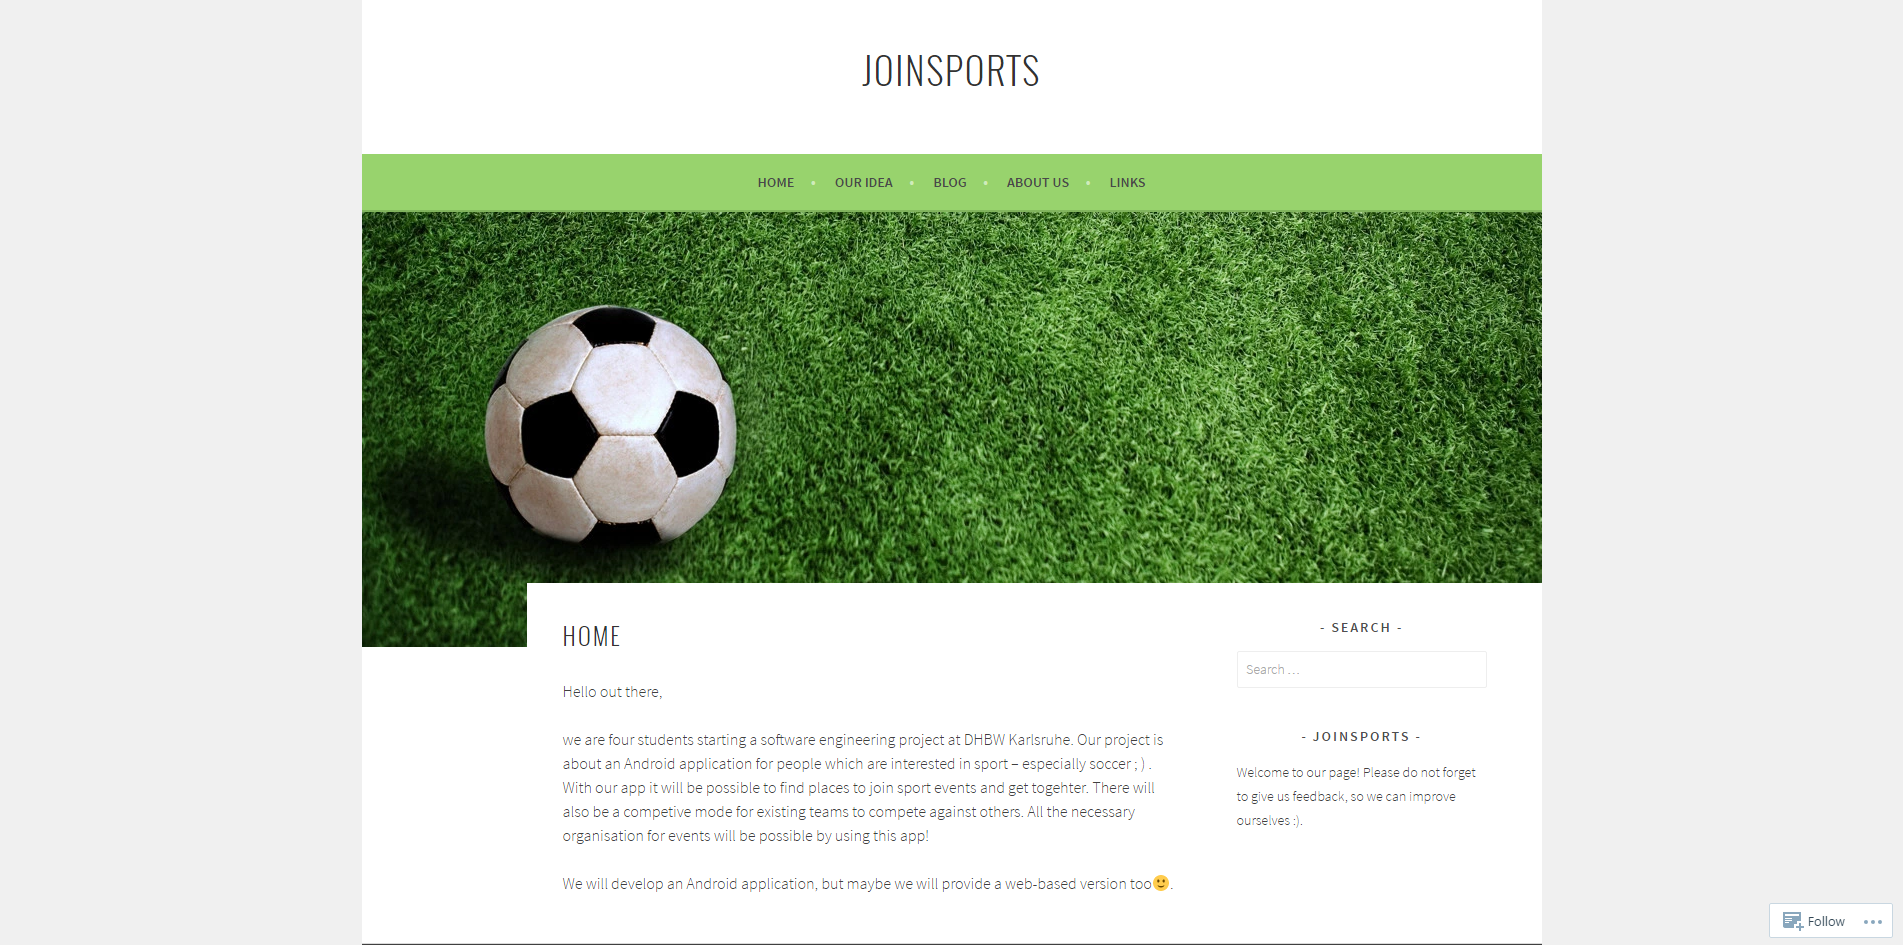 JOINSPORTS
HOME • OUR IDEA • BLOG • ABOUT US • LINKS
HOME
Hello out there,
we are four students starting a software engineering project at DHBW Karlsruhe. Our project is
about an Android application for people which are interested in sport – especially soccer ; ) .
With our app it will be possible to find places to join sport events and get togehter. There will
also be a competive mode for existing teams to compete against others. All the necessary
organisation for events will be possible by using this app!
We will develop an Android application, but maybe we will provide a web-based version too🙂.
- SEARCH -
Search …
- JOINSPORTS -
Welcome to our page! Please do not forget
to give us feedback, so we can improve
ourselves :).
Follow